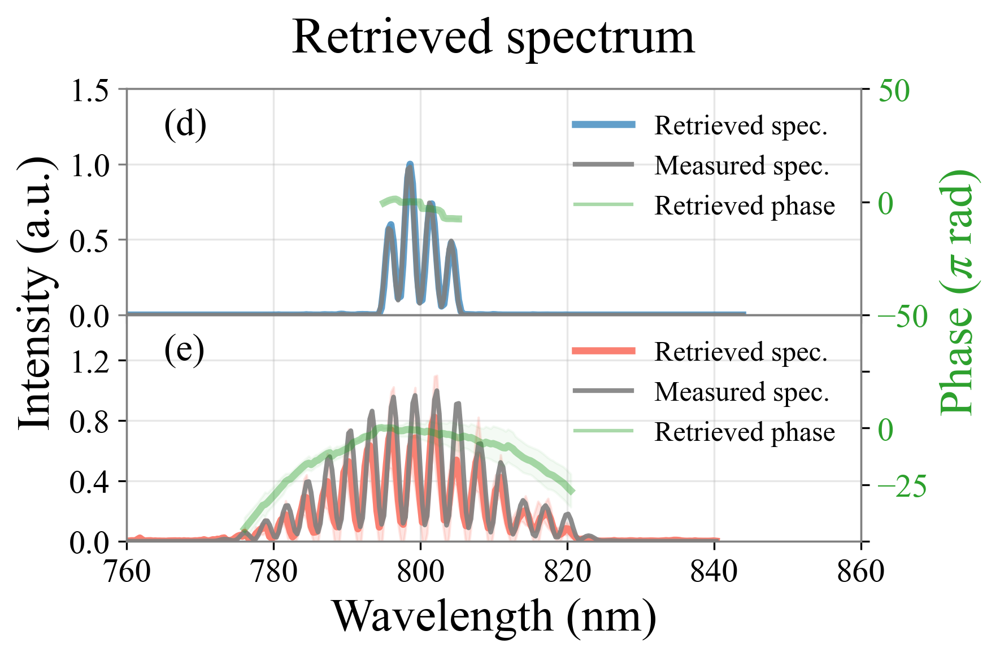 Retrieved spectrum
1.5
1.0
0.5
0.0
(d)
Retrieved spec.
Measured spec.
Retrieved phase
50
0
−50
Intensity (a.u.)
Phase (π rad)
1.2
0.8
0.4
0.0
(e)
Retrieved spec.
Measured spec.
Retrieved phase
0
−25
760 780 800 820 840 860
Wavelength (nm)